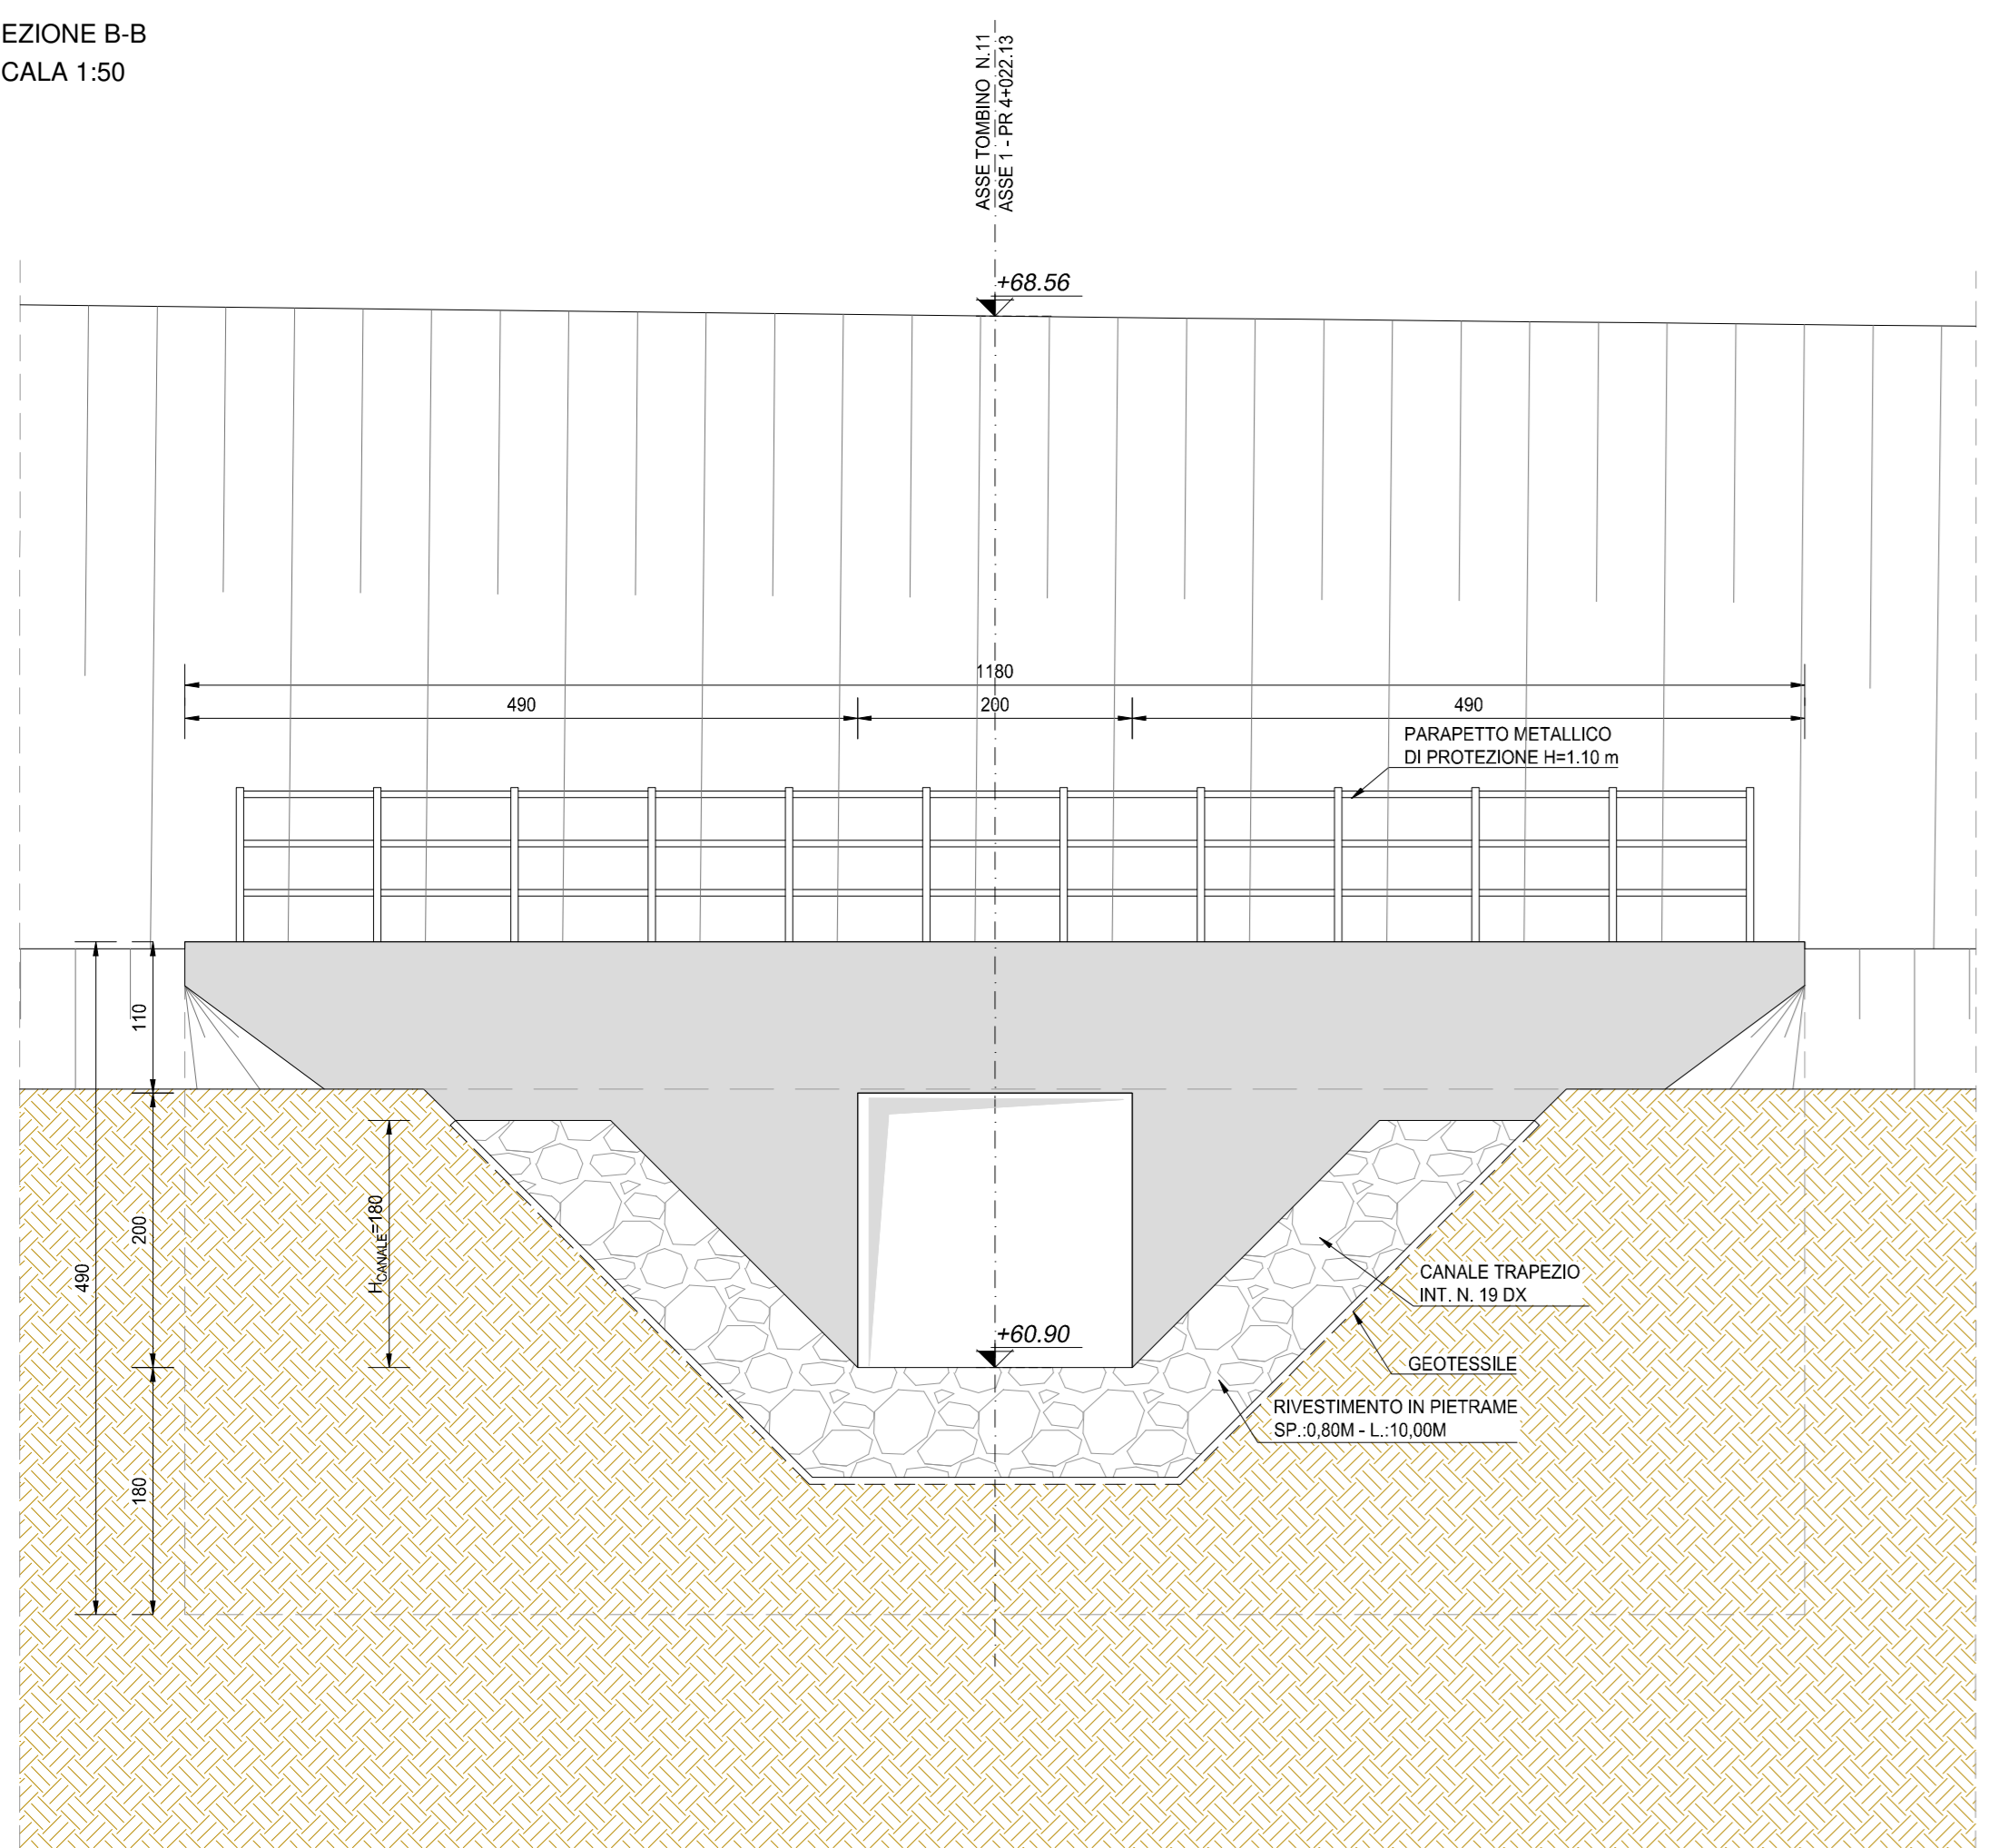 EZIONE B-B
CALA 1:50
ASSE TOMBINO N.11
ASSE 1 - PR 4+022.13
+68.56
1180
490
200
490
PARAPETTO METALLICO
DI PROTEZIONE H=1.10 m
110
200
490
180
HCANALE=180
+60.90
CANALE TRAPEZIO
INT. N. 19 DX
GEOTESSILE
RIVESTIMENTO IN PIETRAME
SP.:0,80M - L.:10,00M